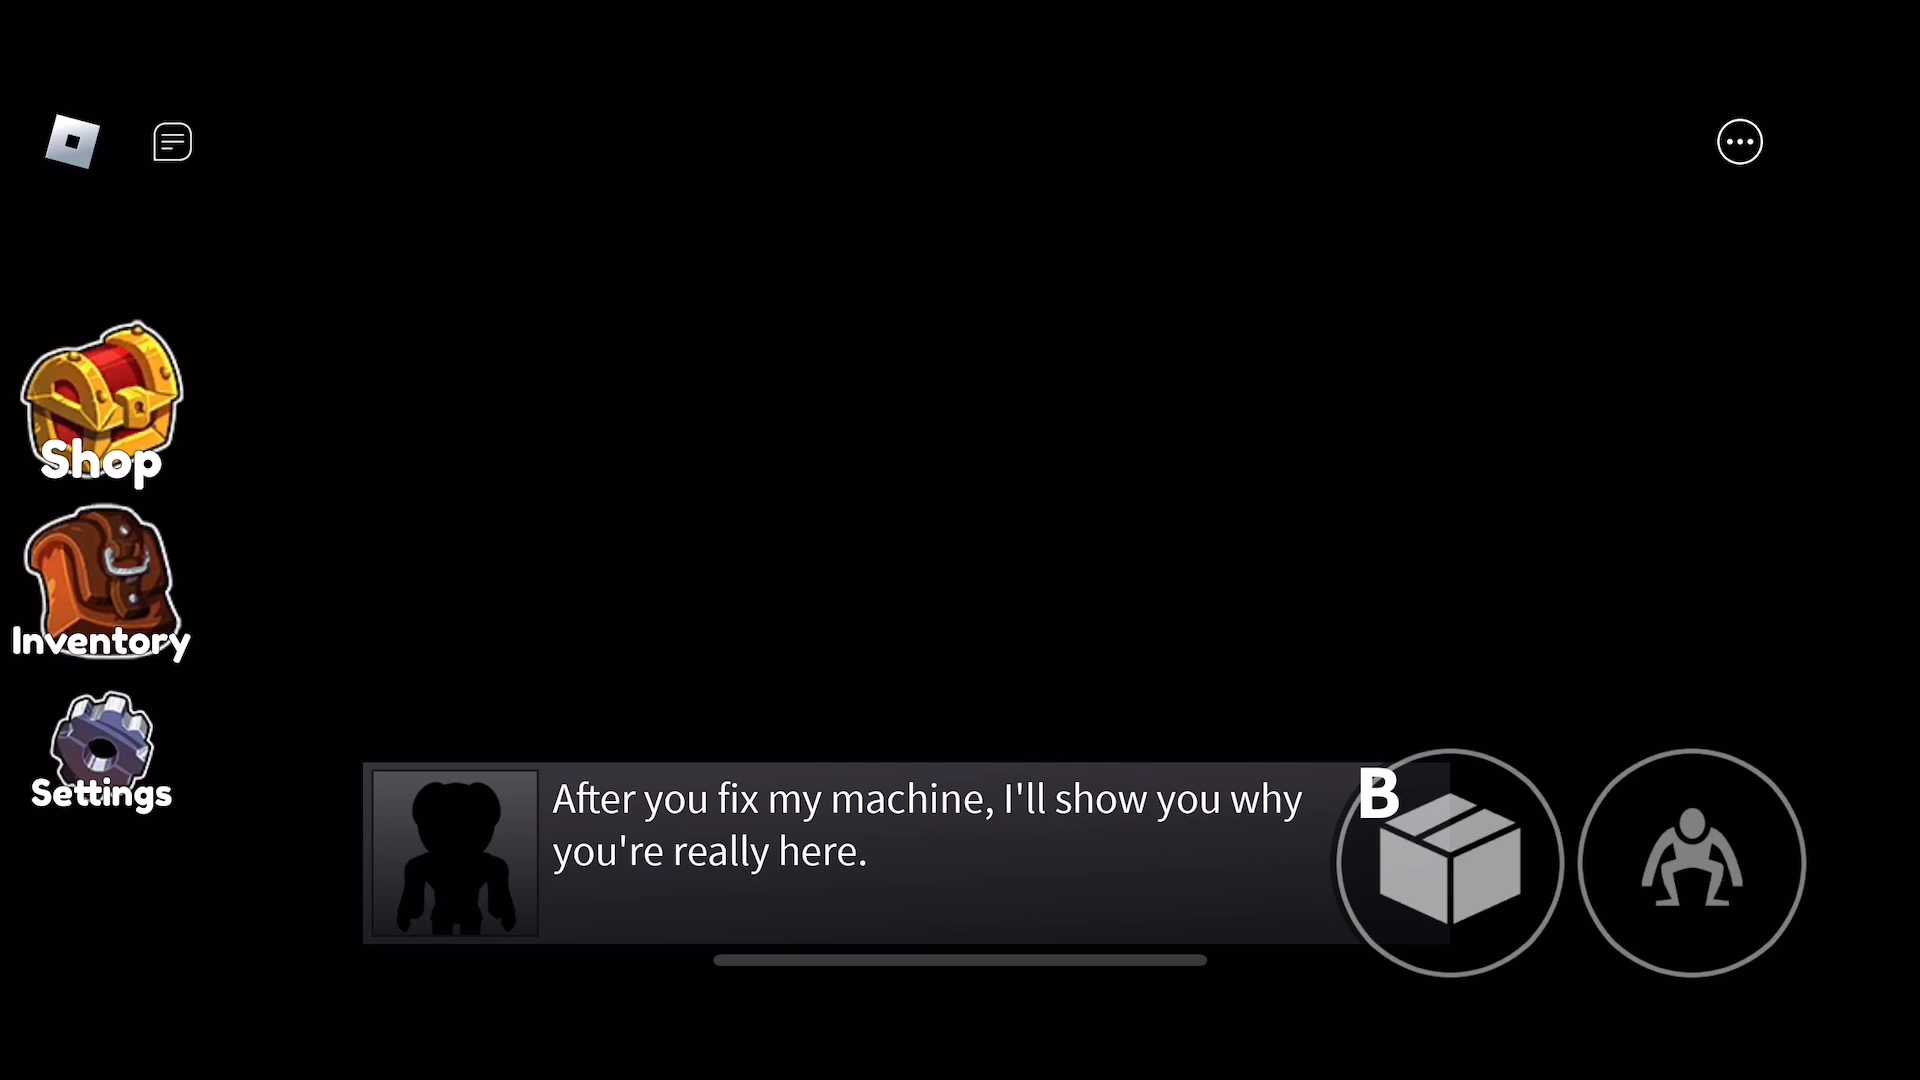 Shop
Inventory
Settings
After you fix my machine, I'll show you why
you're really here.
B